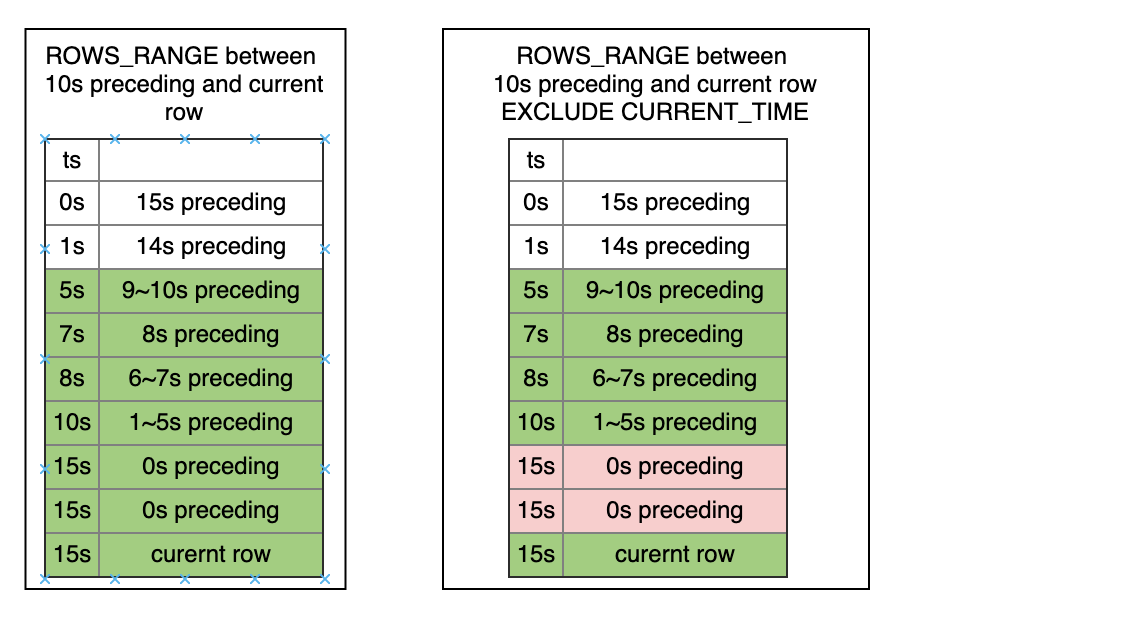 ROWS_RANGE between
10s preceding and current
row
ts
0s 15s preceding
1s 14s preceding
5s 9~10s preceding
7s 8s preceding
8s 6~7s preceding
10s 1~5s preceding
15s 0s preceding
15s 0s preceding
15s curernt row
ROWS_RANGE between
10s preceding and current row
EXCLUDE CURRENT_TIME
ts
0s 15s preceding
1s 14s preceding
5s 9~10s preceding
7s 8s preceding
8s 6~7s preceding
10s 1~5s preceding
15s 0s preceding
15s 0s preceding
15s curernt row